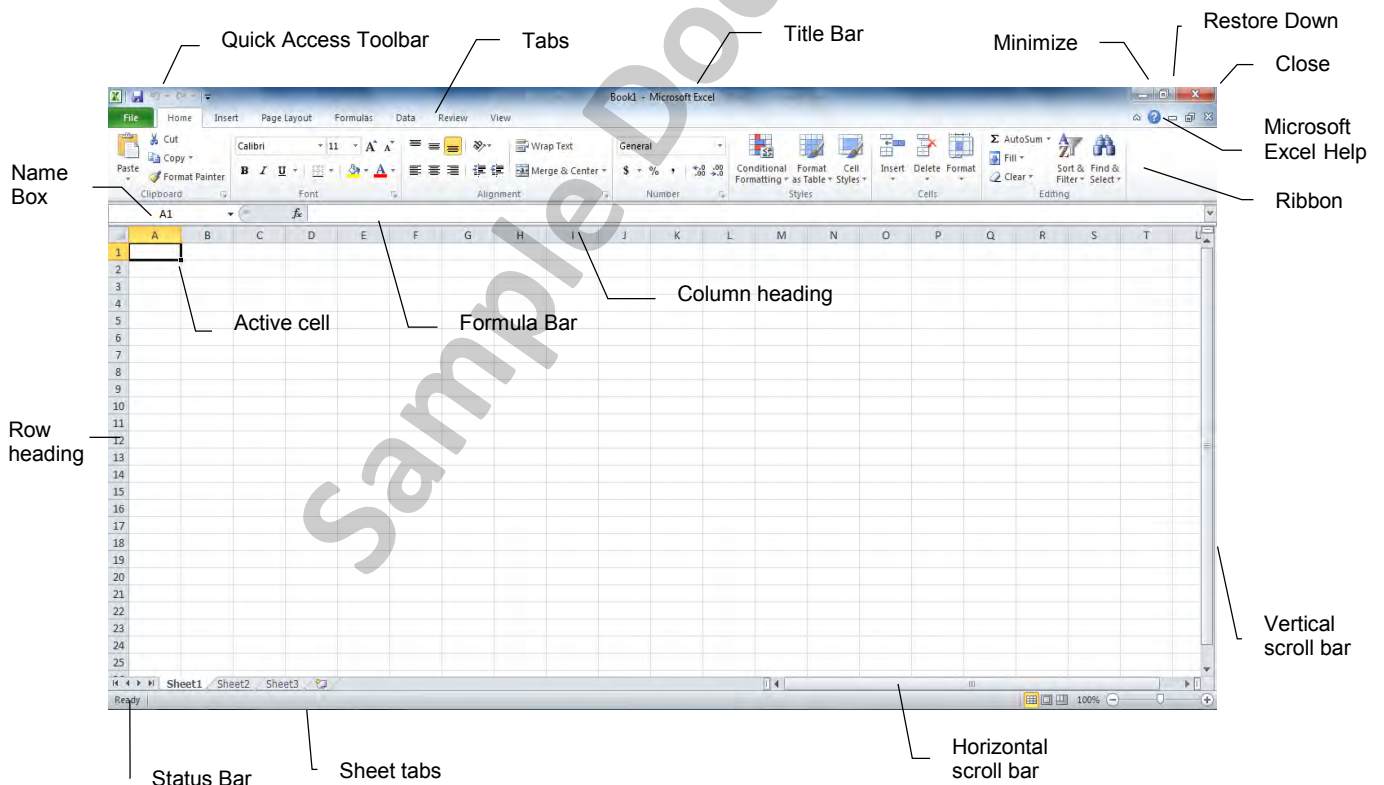 Restore Down
Quick Access Toolbar
Tabs
Title Bar
Minimize
Close
Book1 - Microsoft Excel
File Home Insert Page Layout Formulas Data Review View
Microsoft
Excel Help
Cut
Copy
Format Painter
Paste
Clipboard
Calibri 11
B I U
Font
Wrap Text
Merge & Center
Alignment
General
$ % , .0 .00 .00 .0
Number
Conditional Formatting
Format as Table
Cell Styles
Styles
Insert Delete Format
Cells
Σ AutoSum
Fill
Clear
Sort & Filter
Find & Select
Editing
Name
Box
Ribbon
A1 fx
A B C D E F G H I J K L M N O P Q R S T U
1
2
3
4
Column heading
5
Active cell
Formula Bar
6
7
8
9
10
11
Row
heading
12
13
14
15
16
17
18
19
20
21
22
23
24
25
Vertical
scroll bar
Sheet1 Sheet2 Sheet3
Ready 100%
Horizontal
scroll bar
Sheet tabs
Status Bar
Sample Do